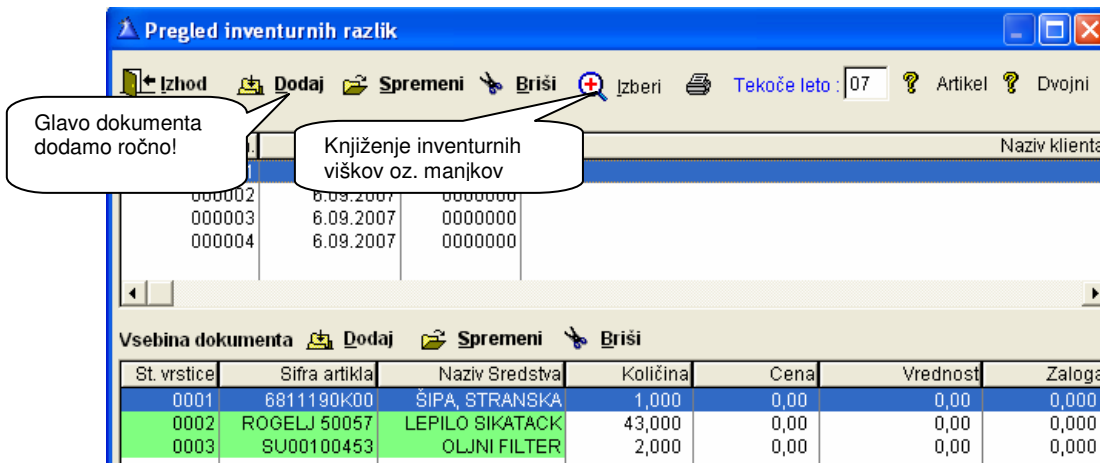 Pregled inventurnih razlik
Izhod Dodaj Spremeni Briši Izberi Tekoče leto : 07 Artikel Dvojni
Glavo dokumenta
dodamo ročno!
Knjiženje inventurnih
viškov oz. manjkov
Naziv klienta
000002 6.09.2007 0000000
000003 6.09.2007 0000000
000004 6.09.2007 0000000
Vsebina dokumenta Dodaj Spremeni Briši
St. vrstice Sifra artikla Naziv Sredstva Količina Cena Vrednost Zaloga
0001 6811190K00 ŠIPA, STRANSKA 1,000 0,00 0,00 0,000
0002 ROGELJ 50057 LEPILO SIKATACK 43,000 0,00 0,00 0,000
0003 SU00100453 OLJNI FILTER 2,000 0,00 0,00 0,000